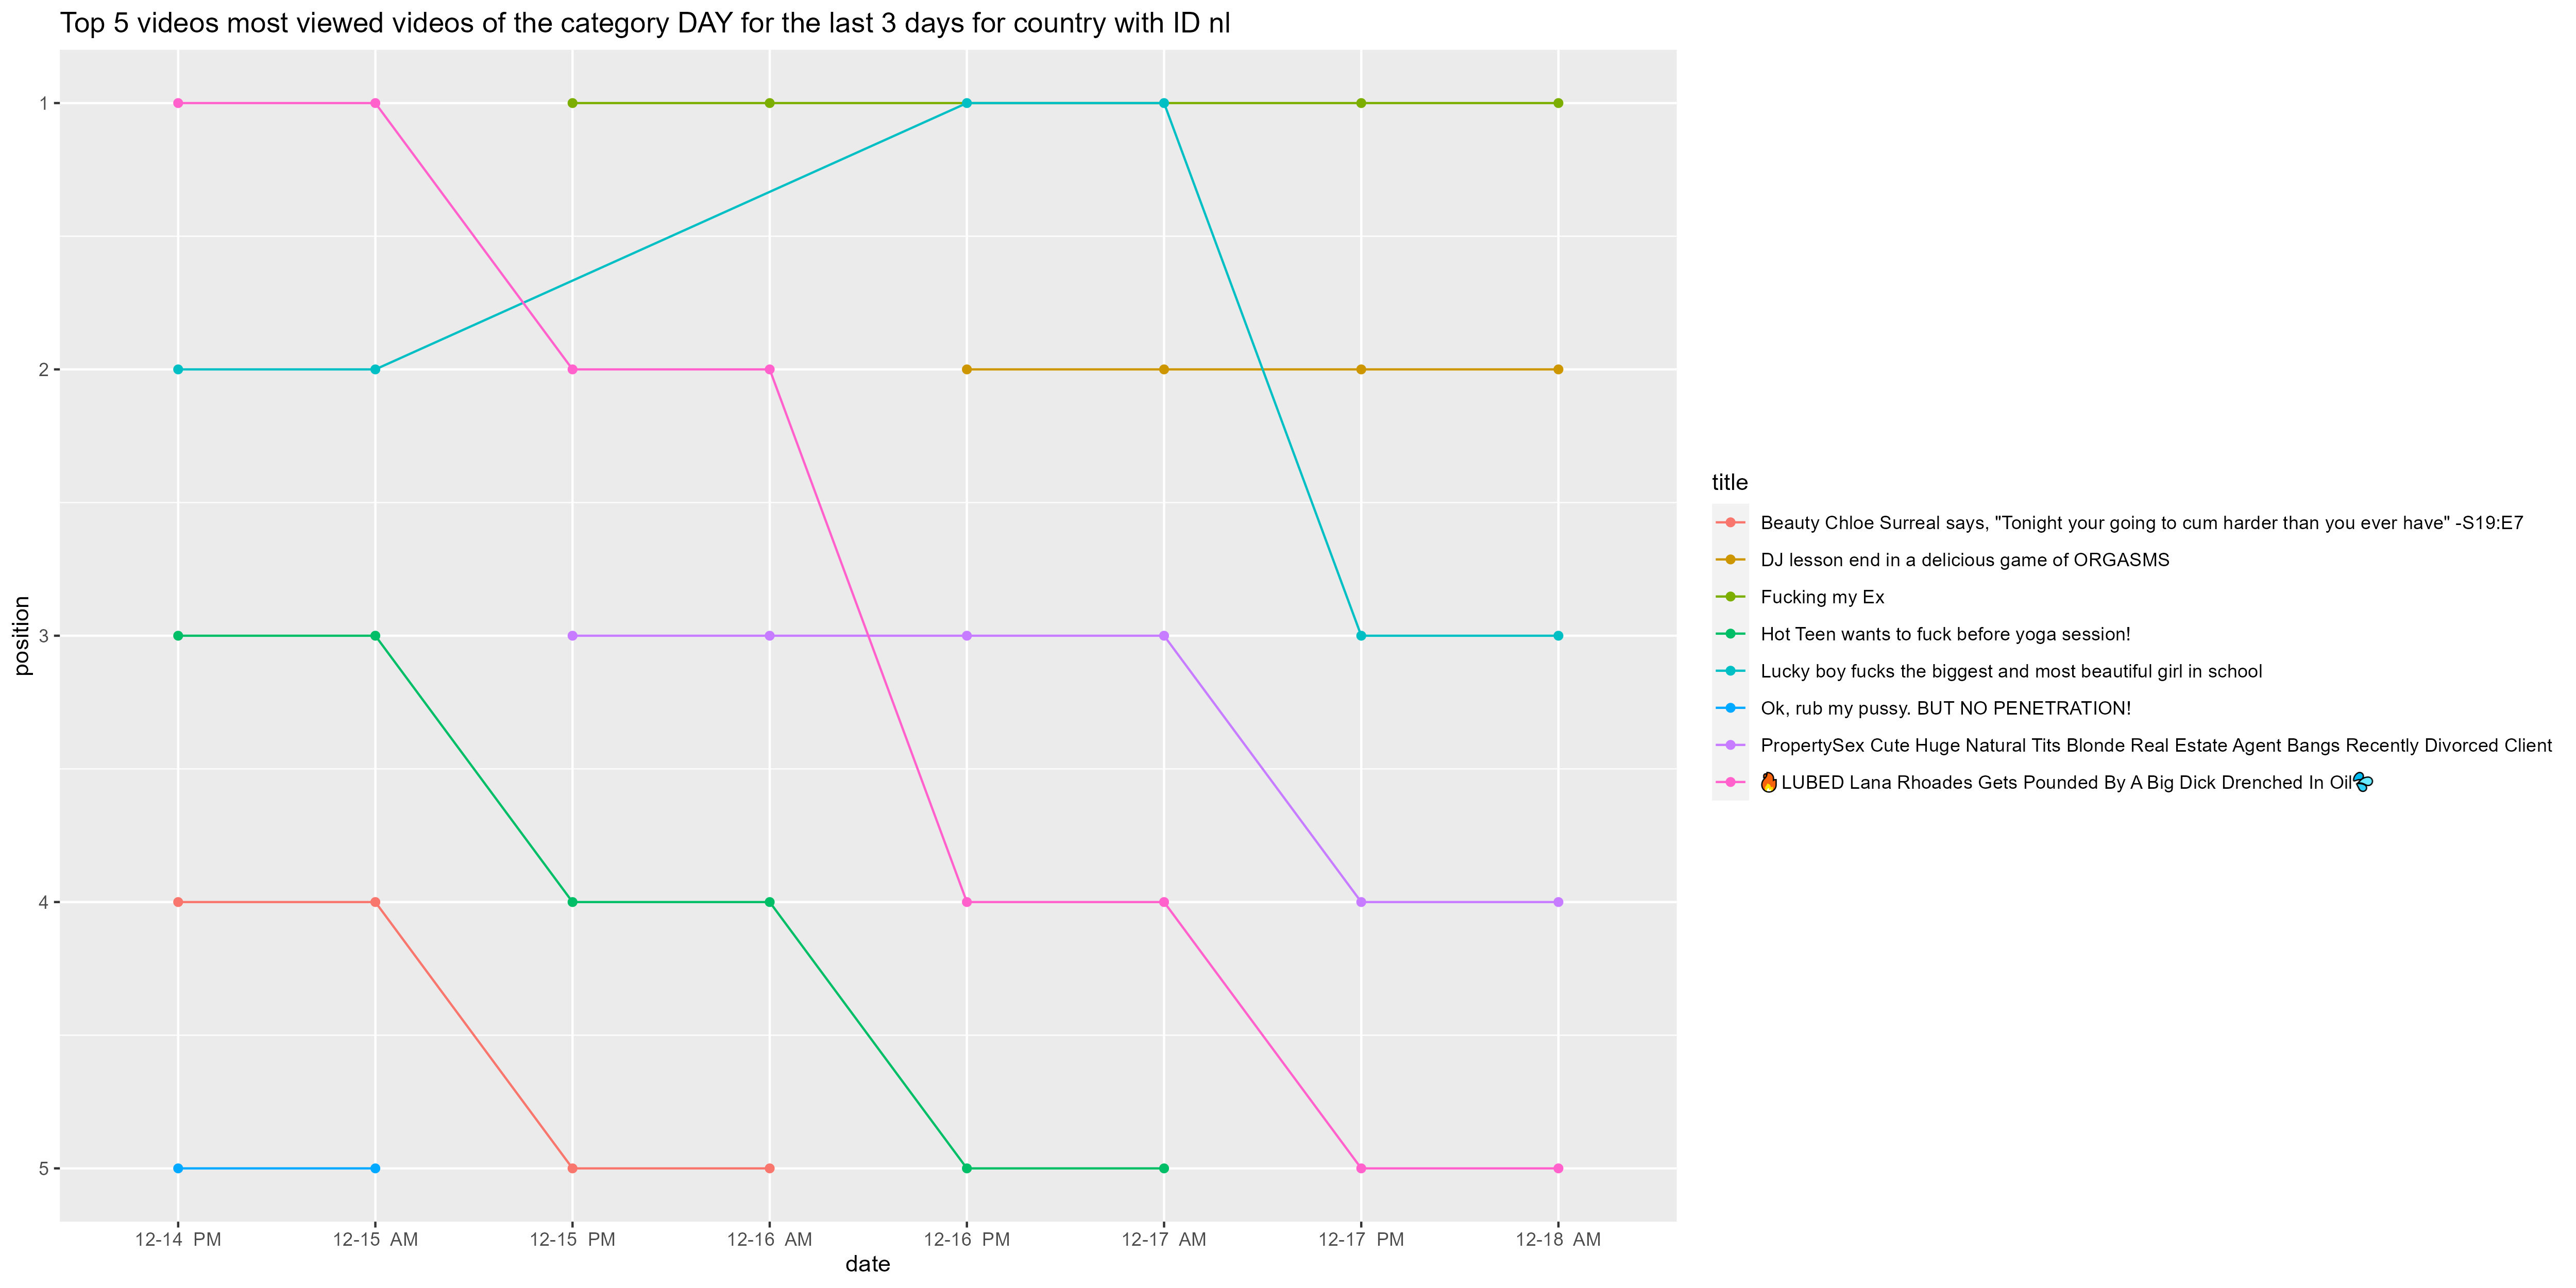 Top 5 videos most viewed videos of the category DAY for the last 3 days for country with ID nl
position
1
2
3
4
5
12-14 PM
12-15 AM
12-15 PM
12-16 AM
12-16 PM
12-17 AM
12-17 PM
12-18 AM
date
title
Beauty Chloe Surreal says, "Tonight your going to cum harder than you ever have" -S19:E7
DJ lesson end in a delicious game of ORGASMS
Fucking my Ex
Hot Teen wants to fuck before yoga session!
Lucky boy fucks the biggest and most beautiful girl in school
Ok, rub my pussy. BUT NO PENETRATION!
PropertySex Cute Huge Natural Tits Blonde Real Estate Agent Bangs Recently Divorced Client
🔥LUBED Lana Rhoades Gets Pounded By A Big Dick Drenched In Oil💦